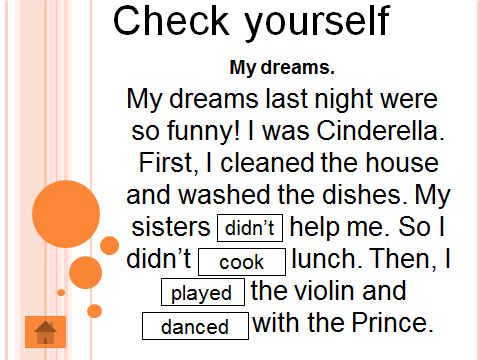 Check yourself
My dreams.
My dreams last night were
so funny! I was Cinderella.
First, I cleaned the house
and washed the dishes. My
sisters didn't help me. So I
didn't cook lunch. Then, I
played the violin and
danced with the Prince.